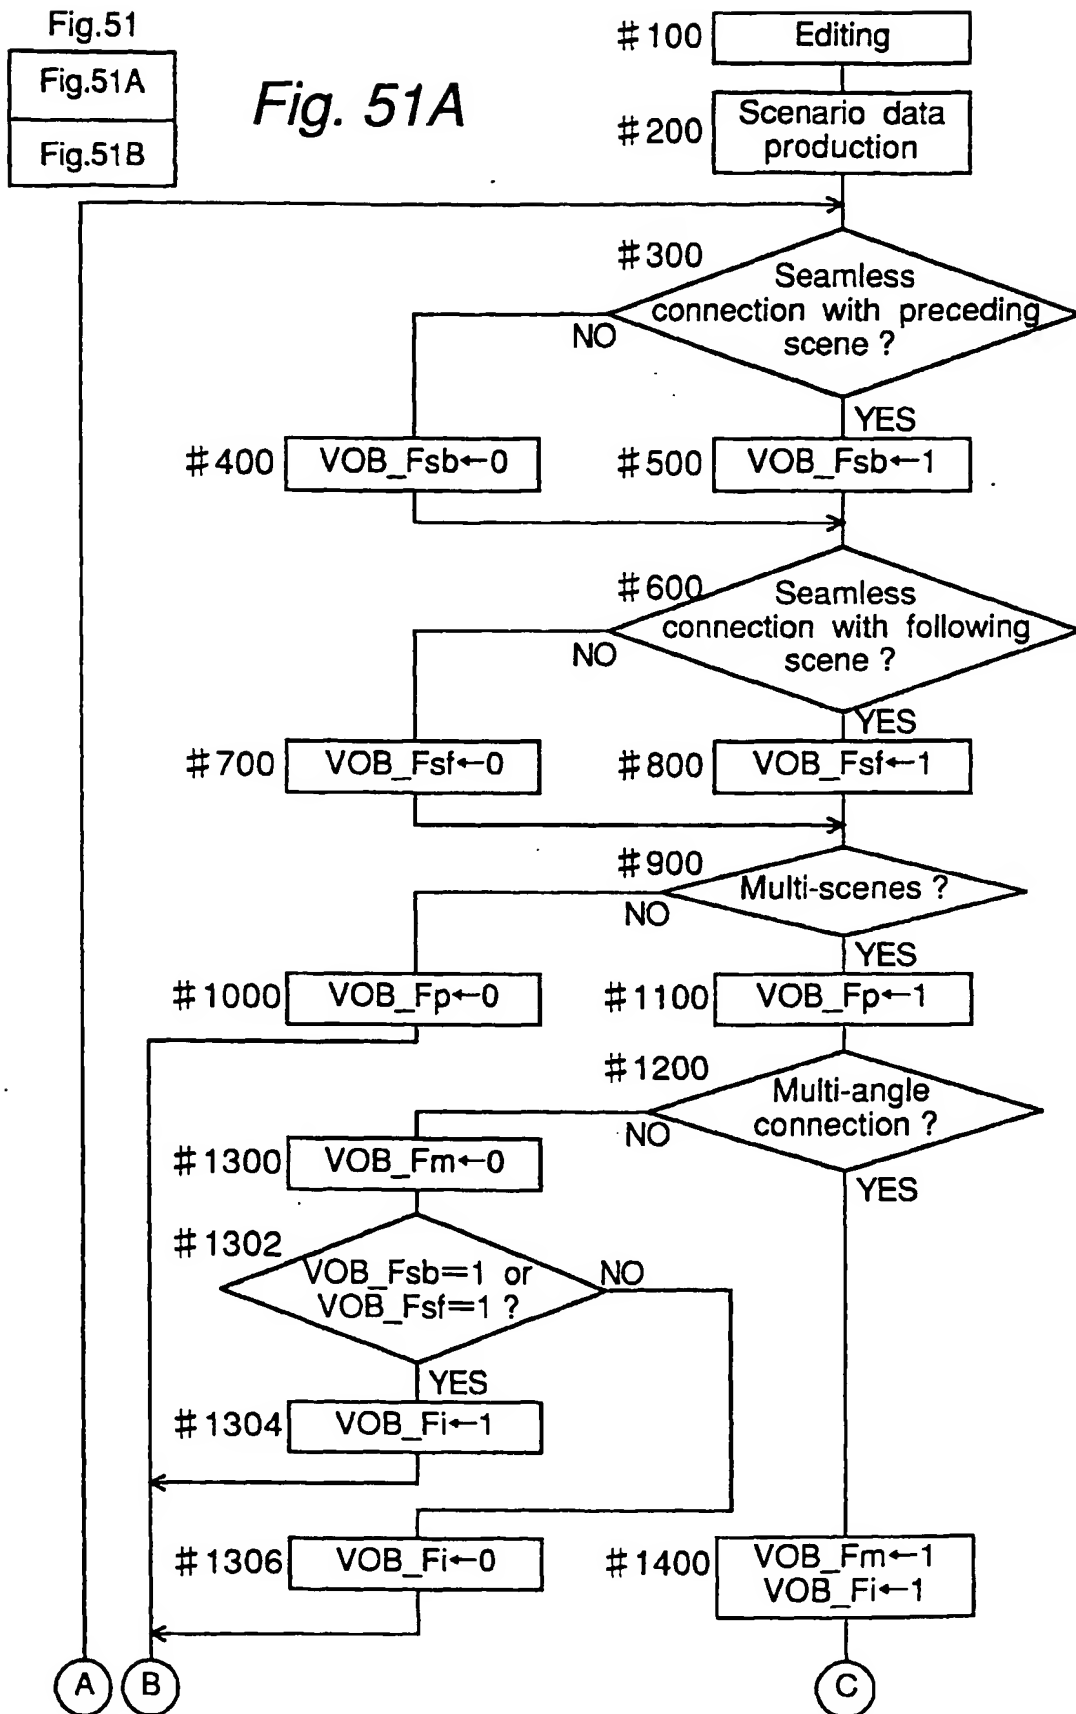 Fig.51
Fig.51A
Fig.51B
Fig. 51A
#100
Editing
#200
Scenario data
production
#300
Seamless
connection with preceding
scene ?
NO
YES
#400
VOB_Fsb←0
#500
VOB_Fsb←1
#600
Seamless
connection with following
scene ?
NO
YES
#700
VOB_Fsf←0
#800
VOB_Fsf←1
#900
Multi-scenes ?
NO
YES
#1000
VOB_Fp←0
#1100
VOB_Fp←1
#1200
Multi-angle
connection ?
NO
YES
#1300
VOB_Fm←0
#1302
VOB_Fsb=1 or
VOB_Fsf=1 ?
NO
YES
#1304
VOB_Fi←1
#1306
VOB_Fi←0
#1400
VOB_Fm←1
VOB_Fi←1
A
B
C